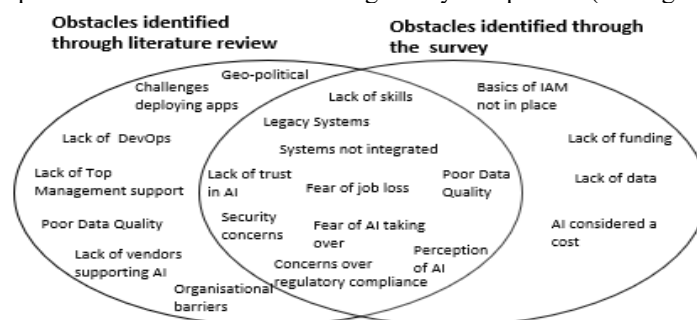 Obstacles identified
through literature review
Obstacles identified through
the survey
Geo-political
Challenges
deploying apps
Lack of DevOps
Lack of Top
Management support
Poor Data Quality
Lack of vendors
supporting AI
Organisational
barriers
Lack of skills
Legacy Systems
Systems not integrated
Lack of trust
in AI
Fear of job loss
Poor Data
Quality
Security
concerns
Fear of AI taking
over
Perception
of AI
Concerns over
regulatory compliance
Basics of IAM
not in place
Lack of funding
Lack of data
AI considered a
cost